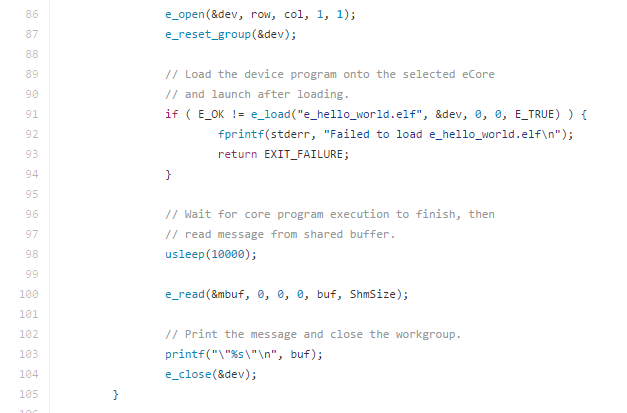 86 e_open(&dev, row, col, 1, 1);
87 e_reset_group(&dev);
88
89 // Load the device program onto the selected eCore
90 // and launch after loading.
91 if ( E_OK != e_load("e_hello_world.elf", &dev, 0, 0, E_TRUE) ) {
92 fprintf(stderr, "Failed to load e_hello_world.elf\n");
93 return EXIT_FAILURE;
94 }
95
96 // Wait for core program execution to finish, then
97 // read message from shared buffer.
98 usleep(10000);
99
100 e_read(&mbuf, 0, 0, 0, buf, ShmSize);
101
102 // Print the message and close the workgroup.
103 printf("\"%s\"\n", buf);
104 e_close(&dev);
105 }